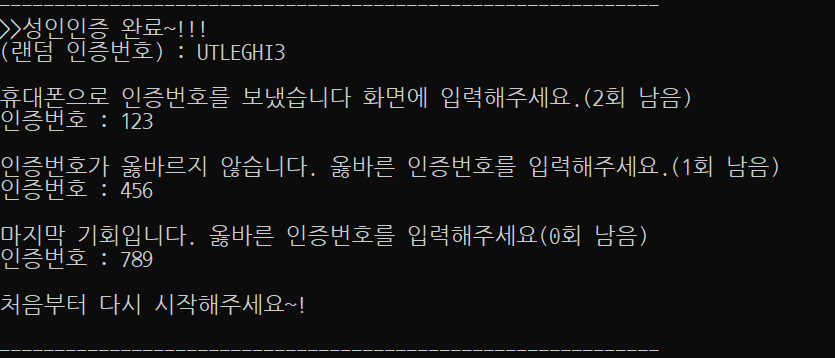 ------------------------------------------------------------
>>성인인증 완료~!!!
(랜덤 인증번호) : UTLEGHI3
휴대폰으로 인증번호를 보냈습니다 화면에 입력해주세요.(2회 남음)
인증번호 : 123
인증번호가 옳바르지 않습니다. 옳바른 인증번호를 입력해주세요.(1회 남음)
인증번호 : 456
마지막 기회입니다. 옳바른 인증번호를 입력해주세요(0회 남음)
인증번호 : 789
처음부터 다시 시작해주세요~!
------------------------------------------------------------